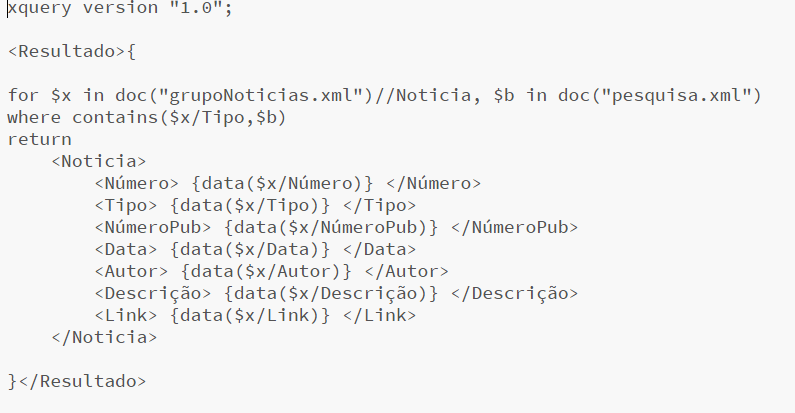 xquery version "1.0";
<Resultado>{
for $x in doc("grupoNoticias.xml")//Noticia, $b in doc("pesquisa.xml")
where contains($x/Tipo,$b)
return
<Noticia>
<Número> {data($x/Número)} </Número>
<Tipo> {data($x/Tipo)} </Tipo>
<NúmeroPub> {data($x/NúmeroPub)} </NúmeroPub>
<Data> {data($x/Data)} </Data>
<Autor> {data($x/Autor)} </Autor>
<Descrição> {data($x/Descrição)} </Descrição>
<Link> {data($x/Link)} </Link>
</Noticia>
}</Resultado>